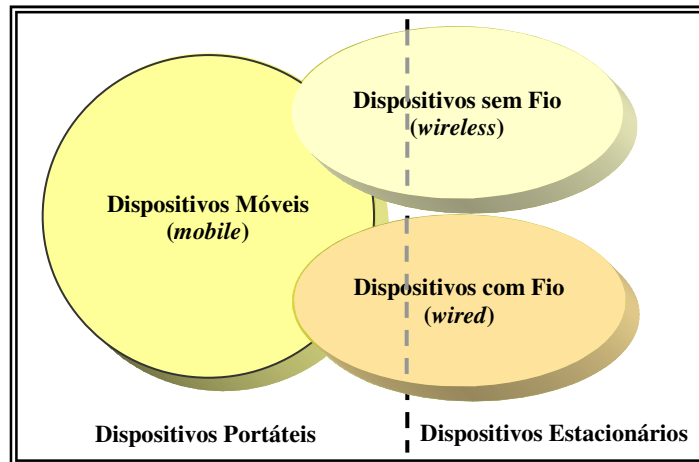 Dispositivos sem Fio
(wireless)
Dispositivos Móveis
(mobile)
Dispositivos com Fio
(wired)
Dispositivos Portáteis
Dispositivos Estacionários